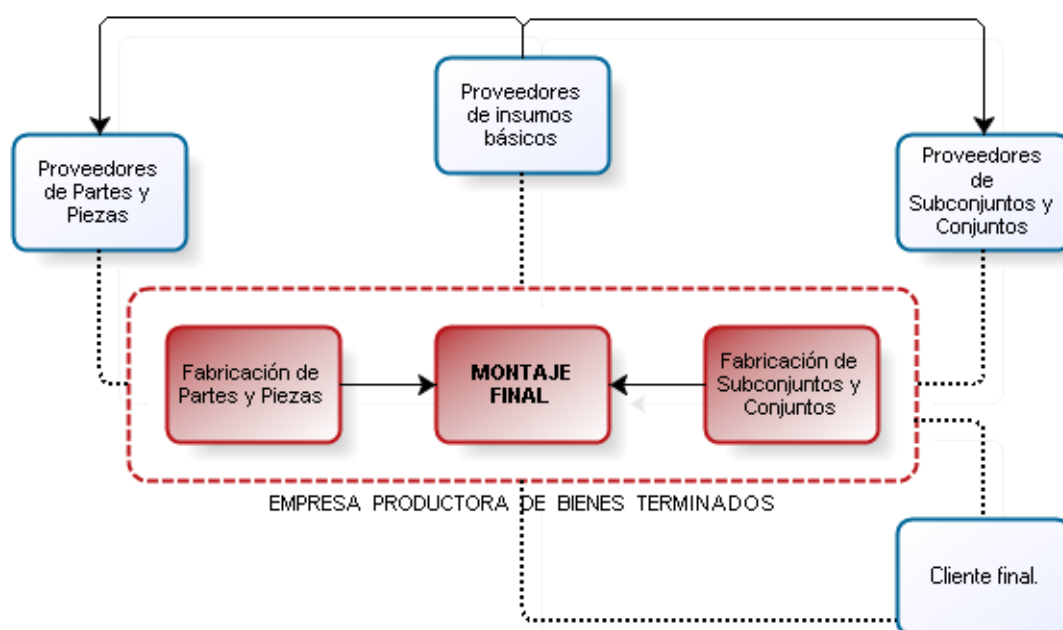 Proveedores
de insumos
básicos
Proveedores
de Partes y
Piezas
Proveedores
de
Subconjuntos y
Conjuntos
Fabricación de
Partes y Piezas
MONTAJE
FINAL
Fabricación de
Subconjuntos y
Conjuntos
EMPRESA PRODUCTORA DE BIENES TERMINADOS
Cliente final.